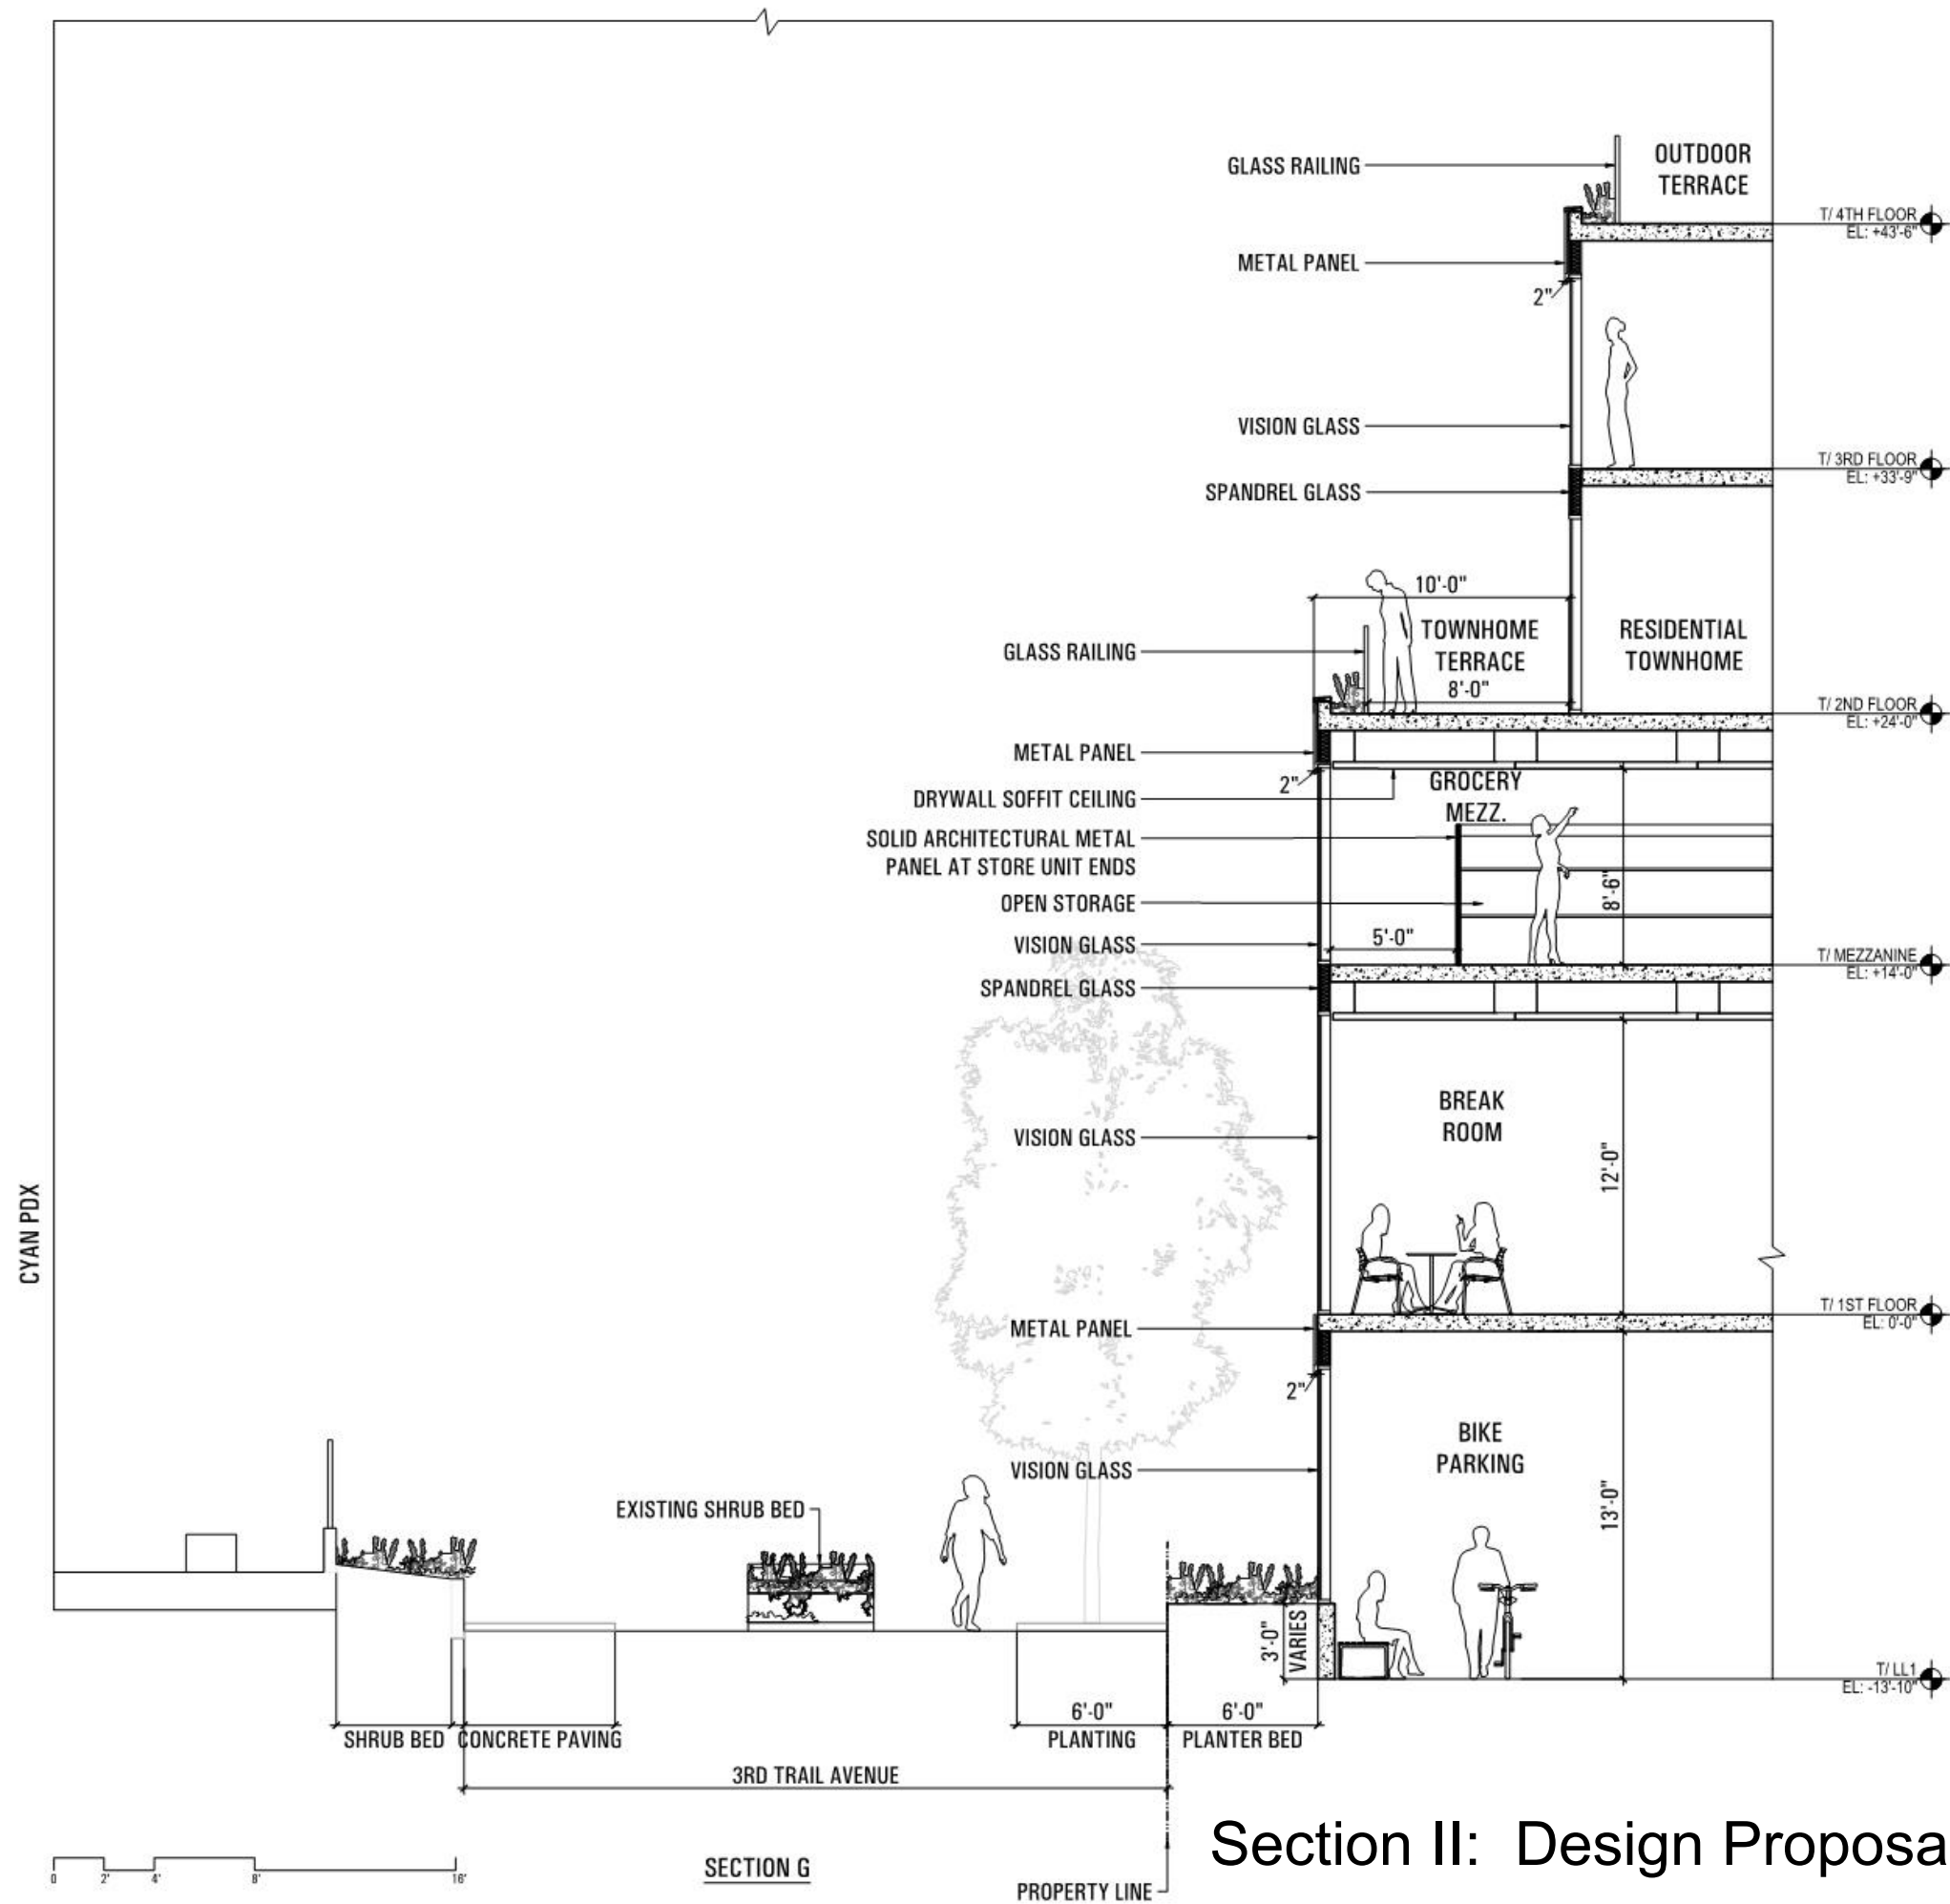 GLASS RAILING
OUTDOOR
TERRACE
T/ 4TH FLOOR
EL: +43'-6"
METAL PANEL
2"
VISION GLASS
T/ 3RD FLOOR
EL: +33'-9"
SPANDREL GLASS
10'-0"
GLASS RAILING
TOWNHOME
TERRACE
8'-0"
RESIDENTIAL
TOWNHOME
T/ 2ND FLOOR
EL: +24'-0"
METAL PANEL
2"
DRYWALL SOFFIT CEILING
GROCERY
MEZZ.
SOLID ARCHITECTURAL METAL
PANEL AT STORE UNIT ENDS
OPEN STORAGE
8'-6"
VISION GLASS
5'-0"
T/ MEZZANINE
EL: +14'-0"
SPANDREL GLASS
BREAK
ROOM
VISION GLASS
12'-0"
CYAN PDX
T/ 1ST FLOOR
EL: 0'-0"
METAL PANEL
2"
BIKE
PARKING
VISION GLASS
13'-0"
EXISTING SHRUB BED
3'-0"
VARIES
T/ LL1
EL: -13'-10"
6'-0"
6'-0"
SHRUB BED
CONCRETE PAVING
PLANTING
PLANTER BED
3RD TRAIL AVENUE
0 2' 4' 8' 16'
SECTION G
PROPERTY LINE
Section II: Design Proposa